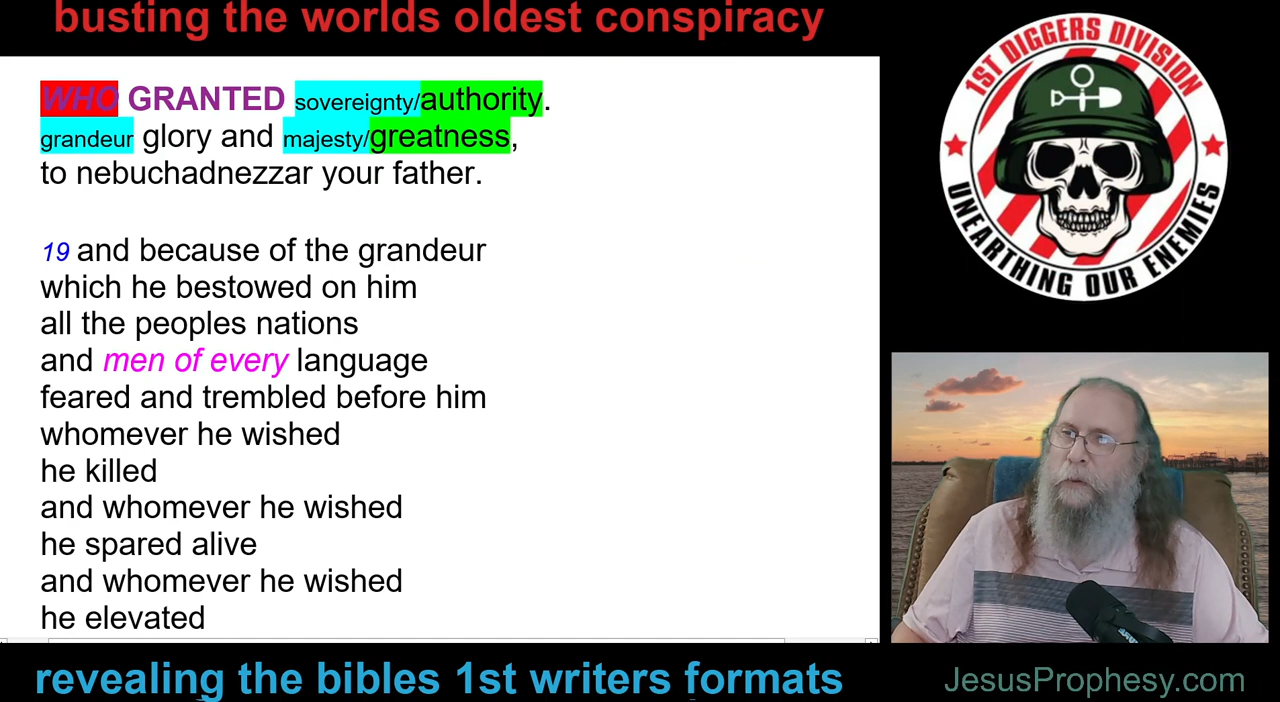 busting the worlds oldest conspiracy
WHO GRANTED sovereignty/authority.
grandeur glory and majesty/greatness,
to nebuchadnezzar your father.
19 and because of the grandeur
which he bestowed on him
all the peoples nations
and men of every language
feared and trembled before him
whomever he wished
he killed
and whomever he wished
he spared alive
and whomever he wished
he elevated
revealing the bibles 1st writers formats
1ST DIGGERS DIVISION
UNEARTHING OUR ENEMIES
JesusProphesy.com